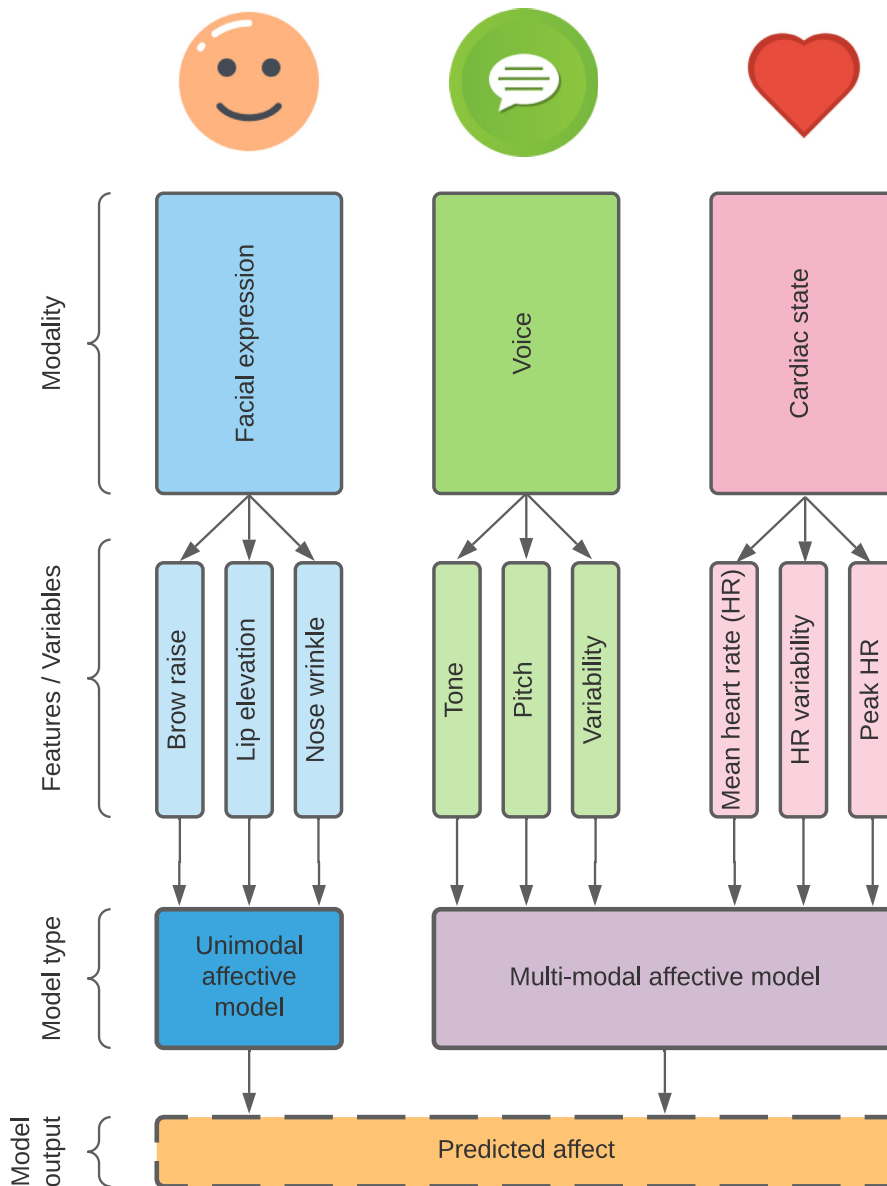 Modality
Facial expression
Voice
Cardiac state
Features / Variables
Brow raise
Lip elevation
Nose wrinkle
Tone
Pitch
Variability
Mean heart rate (HR)
HR variability
Peak HR
Model type
Unimodal
affective
model
Multi-modal affective model
Model
output
Predicted affect